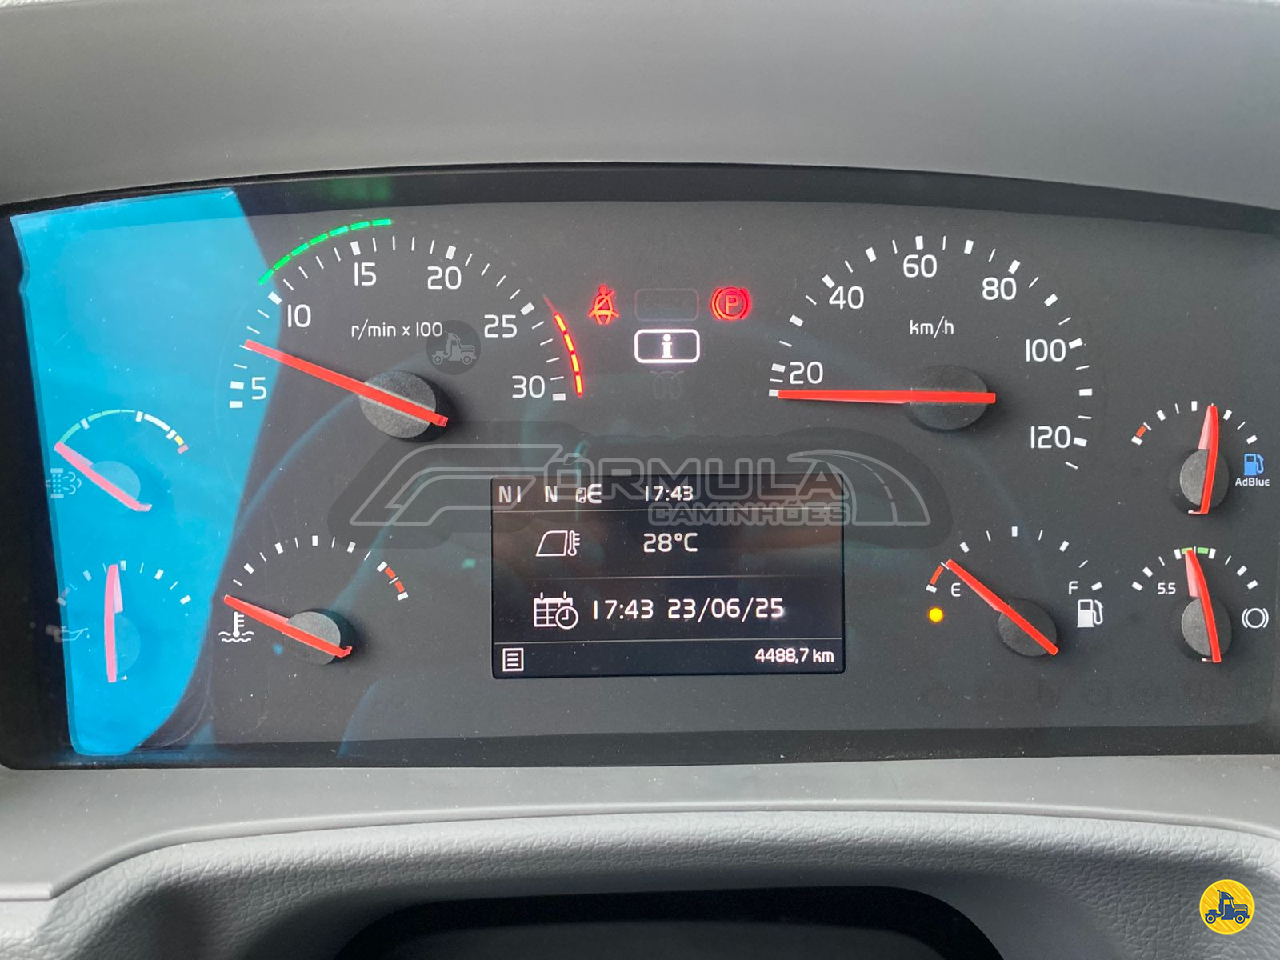 15
20
10
25
r/min x 100
5
30
60
40
80
km/h
20
100
120
P
i
FÓRMULA
CAMINHÕES
N N E 17:43
28°C
17:43 23/06/25
4488,7 km
AdBlue
E
F
5.5